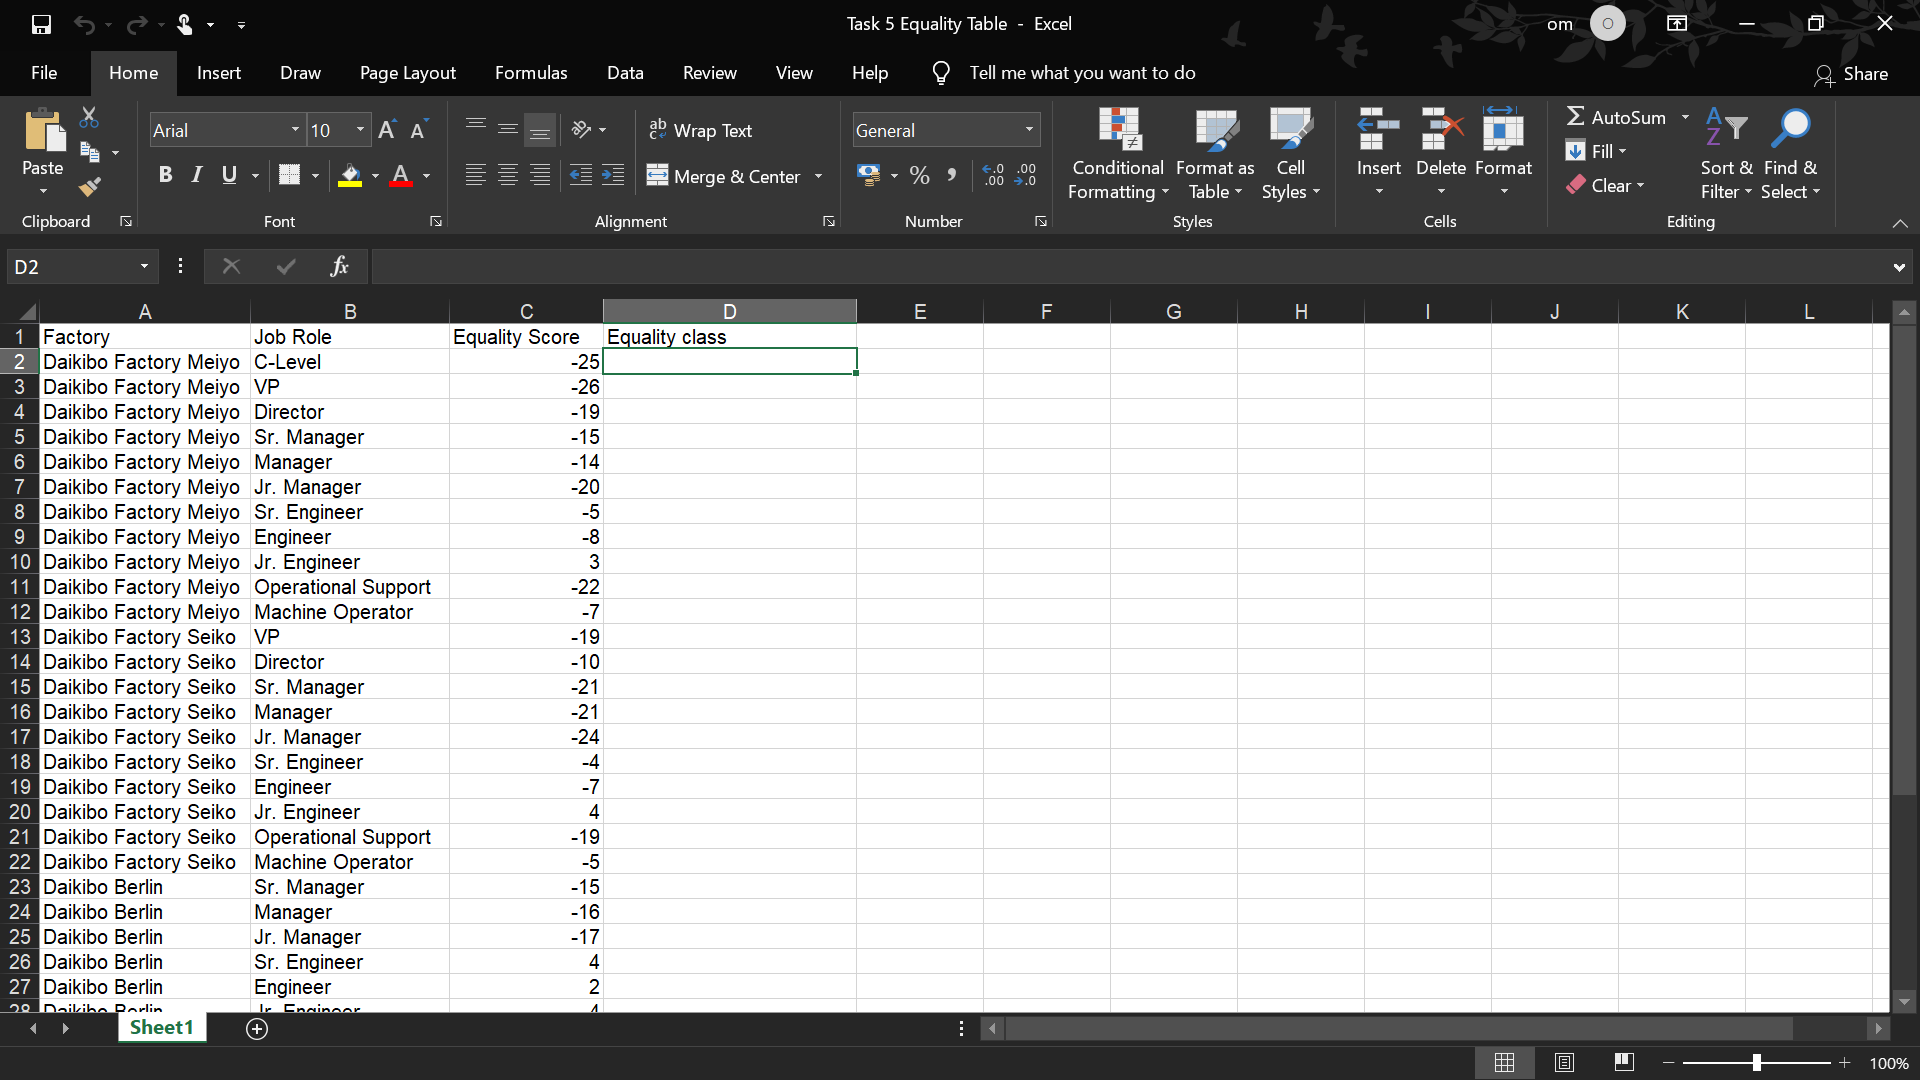 Task 5 Equality Table - Excel
om O
File Home Insert Draw Page Layout Formulas Data Review View Help Tell me what you want to do Share
Paste
Clipboard
Arial 10 A A
B I U A
Font
ab c Wrap Text
Merge & Center
Alignment
General
% , .0 .00 .00 .0
Number
Conditional Formatting
Format as Table
Cell Styles
Styles
Insert Delete Format
Cells
AutoSum
Fill
Clear
Sort & Filter
Find & Select
Editing
D2 fx
A B C D E F G H I J K L
1 Factory Job Role Equality Score Equality class
2 Daikibo Factory Meiyo C-Level -25
3 Daikibo Factory Meiyo VP -26
4 Daikibo Factory Meiyo Director -19
5 Daikibo Factory Meiyo Sr. Manager -15
6 Daikibo Factory Meiyo Manager -14
7 Daikibo Factory Meiyo Jr. Manager -20
8 Daikibo Factory Meiyo Sr. Engineer -5
9 Daikibo Factory Meiyo Engineer -8
10 Daikibo Factory Meiyo Jr. Engineer 3
11 Daikibo Factory Meiyo Operational Support -22
12 Daikibo Factory Meiyo Machine Operator -7
13 Daikibo Factory Seiko VP -19
14 Daikibo Factory Seiko Director -10
15 Daikibo Factory Seiko Sr. Manager -21
16 Daikibo Factory Seiko Manager -21
17 Daikibo Factory Seiko Jr. Manager -24
18 Daikibo Factory Seiko Sr. Engineer -4
19 Daikibo Factory Seiko Engineer -7
20 Daikibo Factory Seiko Jr. Engineer 4
21 Daikibo Factory Seiko Operational Support -19
22 Daikibo Factory Seiko Machine Operator -5
23 Daikibo Berlin Sr. Manager -15
24 Daikibo Berlin Manager -16
25 Daikibo Berlin Jr. Manager -17
26 Daikibo Berlin Sr. Engineer 4
27 Daikibo Berlin Engineer 2
28 Daikibo Berlin Jr. Engineer
Sheet1
100%